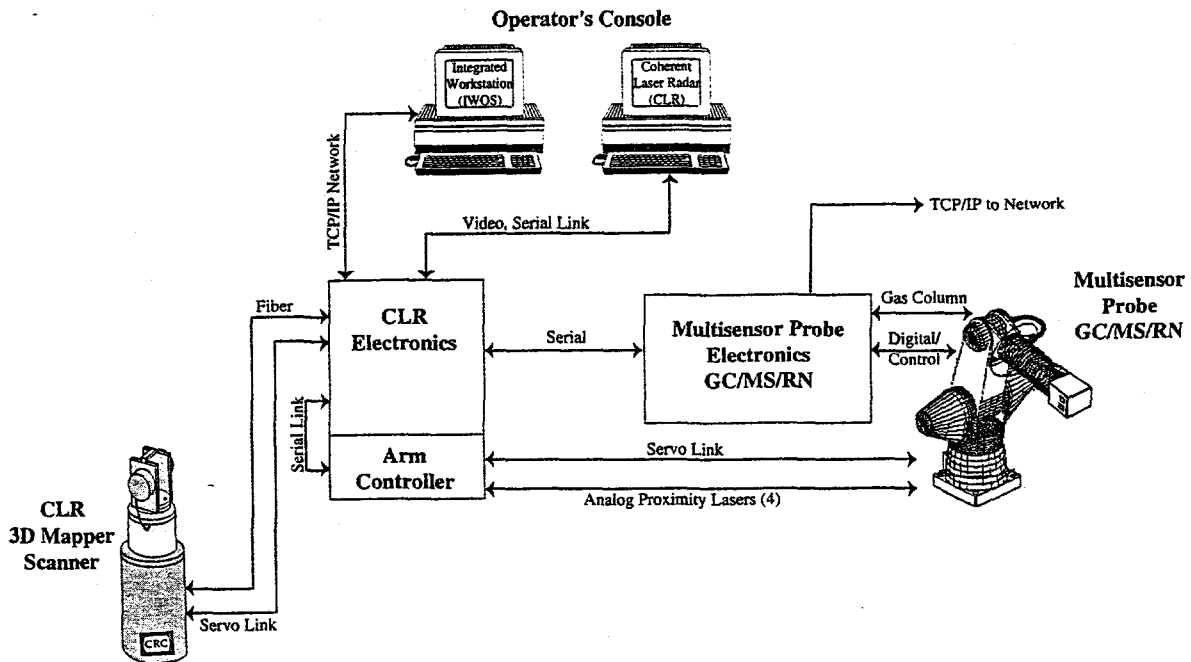 Operator's Console
Integrated
Workstation
(IWOS)
Coherent
Laser Radar
(CLR)
TCP/IP Network
Video, Serial Link
TCP/IP to Network
Fiber
CLR
Electronics
Serial
Multisensor Probe
Electronics
GC/MS/RN
Gas Column
Digital/
Control
Multisensor
Probe
GC/MS/RN
Serial Link
Arm
Controller
Servo Link
Analog Proximity Lasers (4)
CLR
3D Mapper
Scanner
Servo Link
CRC